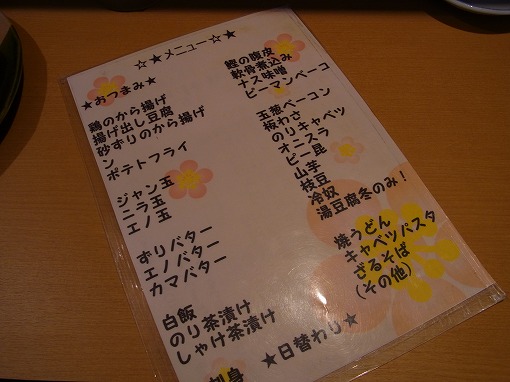 ☆★メニュー☆★
★おつまみ★
鶏のから揚げ
揚げ出し豆腐
砂ずりのから揚げ
ン
ポテトフライ
ジャン玉
ニラ玉
エノ玉
ずりバター
エノバター
カマバター
白飯
のり茶漬け
しゃけ茶漬け
鰹の腹皮
軟骨煮込み
ナス味噌
ピーマンベーコ
玉葱ベーコン
板わさ
のりキャベツ
オニスラ
ピー昆
山芋
枝豆
冷奴
湯豆腐冬のみ！
焼うどん
キャベツパスタ
ざるそば
(その他)
★日替わり★
刺身